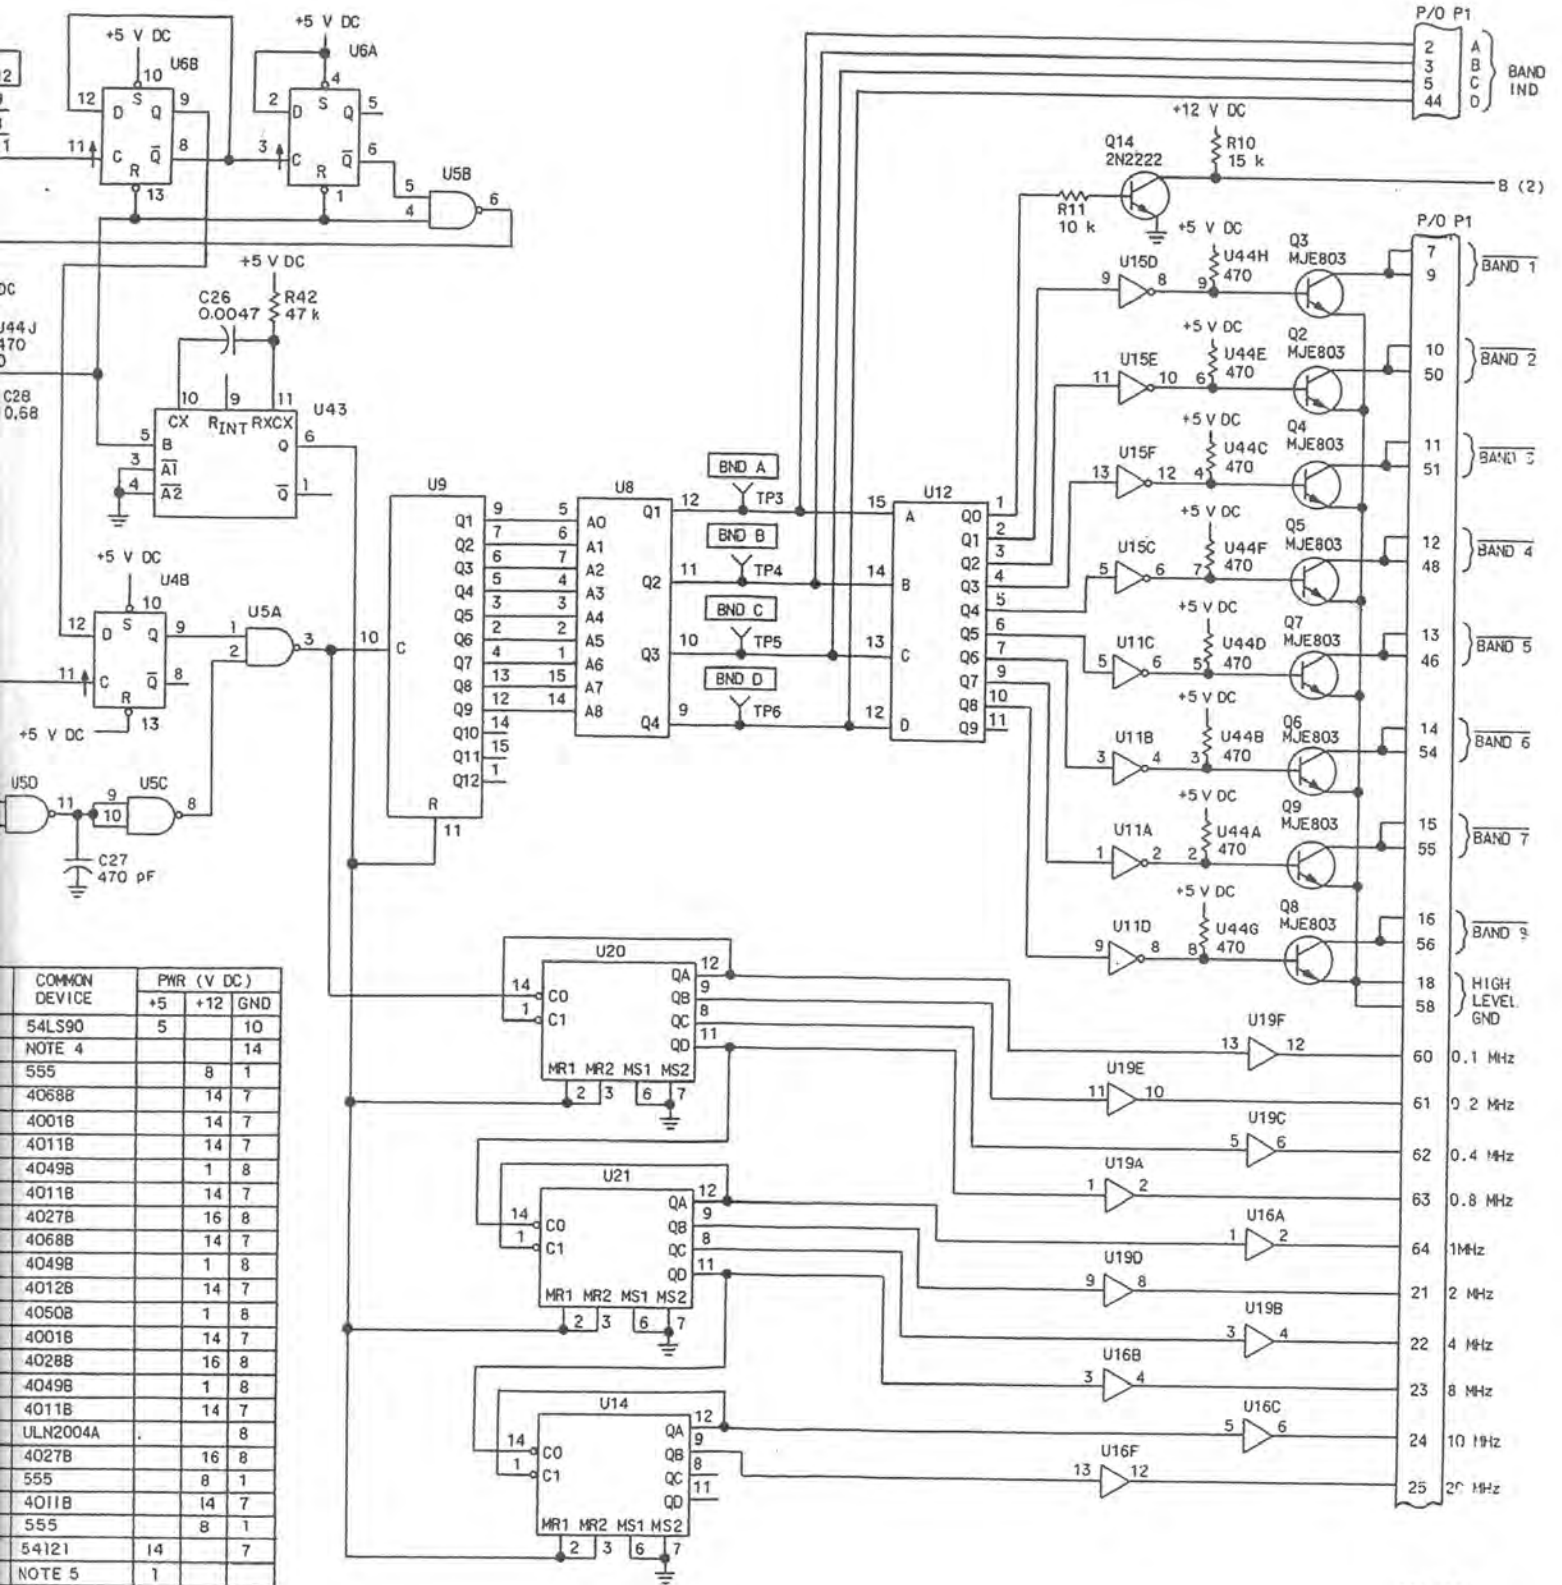 P/O P1
+5 V DC
U6A
+5 V DC
U6B
10
4
12
D
S
Q
9
2
D
S
Q
5
11
C
Q
8
3
C
Q
6
R
13
R
1
U5B
5
4
6
2 A
3 B
5 C
44 D
BAND
IND
+12 V DC
Q14
2N2222
R10
15 k
R11
10 k
B (2)
P/O P1
+5 V DC
C26
0.0047
R42
47 k
U44J
470
C28
0.68
10
9
11
U43
CX
RINT
RXCX
5
B
Q
6
3
A1
4
A2
Q
1
+5 V DC
U15D
9
8
9
U44H
470
Q3
MJE803
7
9
BAND 1
+5 V DC
U15E
11
10
6
U44E
470
Q2
MJE803
10
50
BAND 2
+5 V DC
U15F
13
12
4
U44C
470
Q4
MJE803
11
51
BAND 3
+5 V DC
U15C
5
6
7
U44F
470
Q5
MJE803
12
48
BAND 4
+5 V DC
U11C
5
6
5
U44D
470
Q7
MJE803
13
46
BAND 5
+5 V DC
U11B
3
4
3
U44B
470
Q6
MJE803
14
54
BAND 6
+5 V DC
U11A
1
2
2
U44A
470
Q9
MJE803
15
55
BAND 7
+5 V DC
U11D
9
8
8
U44G
470
Q8
MJE803
16
56
BAND
18
58
HIGH
LEVEL
GND
+5 V DC
U4B
10
12
D
S
Q
9
11
C
Q
8
R
13
+5 V DC
U5A
1
2
3
U5D
11
U5C
9
10
8
C27
470 pF
U9
10
C
Q1 9
Q2 7
Q3 6
Q4 5
Q5 3
Q6 2
Q7 4
Q8 13
Q9 12
Q10 14
Q11 15
Q12 1
R
11
U8
5 A0
6 A1
7 A2
4 A3
3 A4
2 A5
1 A6
15 A7
14 A8
Q1 12
Q2 11
Q3 10
Q4 9
BND A
TP3
BND B
TP4
BND C
TP5
BND D
TP6
U12
15 A
14 B
13 C
12 D
Q0 1
Q1 2
Q2 3
Q3 4
Q4 5
Q5 6
Q6 7
Q7 9
Q8 10
Q9 11
U20
14 C0
1 C1
QA 12
QB 9
QC 8
QD 11
MR1 MR2 MS1 MS2
2 3 6 7
U21
14 C0
1 C1
QA 12
QB 9
QC 8
QD 11
MR1 MR2 MS1 MS2
2 3 6 7
U14
14 C0
1 C1
QA 12
QB 9
QC 8
QD 11
MR1 MR2 MS1 MS2
2 3 6 7
U19F
13 12
60 0.1 MHz
U19E
11 10
61 0.2 MHz
U19C
5 6
62 0.4 MHz
U19A
1 2
63 0.8 MHz
U16A
1 2
64 1MHz
U19D
9 8
21 2 MHz
U19B
3 4
22 4 MHz
U16B
3 4
23 8 MHz
U16C
5 6
24 10 MHz
U16F
13 12
25 MHz
COMMON
DEVICE
PWR (V DC)
+5 +12 GND
54LS90 5 10
NOTE 4 14
555 8 1
4068B 14 7
4001B 14 7
4011B 14 7
4049B 1 8
4011B 14 7
4027B 16 8
4068B 14 7
4049B 1 8
4012B 14 7
4050B 1 8
4001B 14 7
4028B 16 8
4049B 1 8
4011B 14 7
ULN2004A 8
4027B 16 8
555 8 1
4011B 14 7
555 8 1
54121 14 7
NOTE 5 1